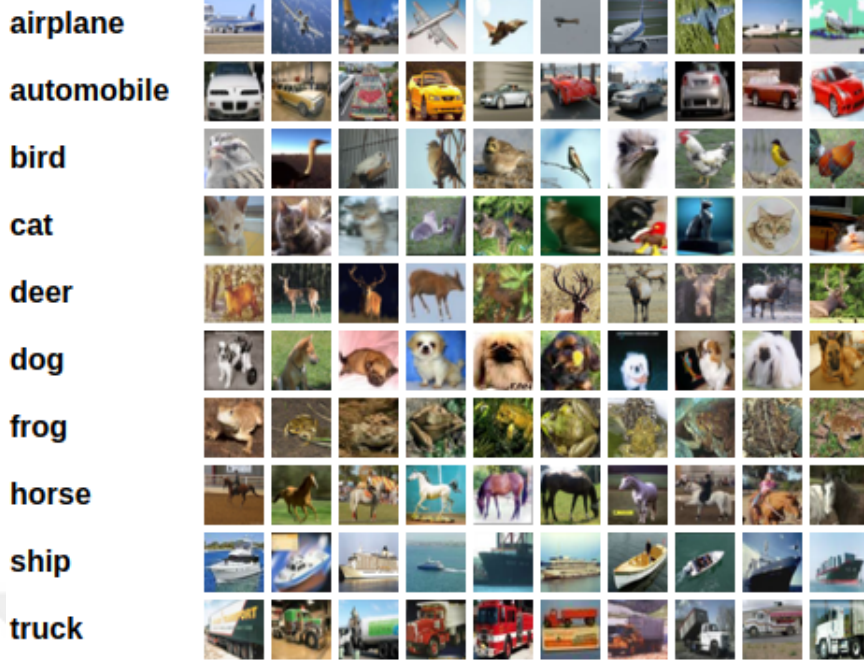 airplane
automobile
bird
cat
deer
dog
frog
horse
ship
truck